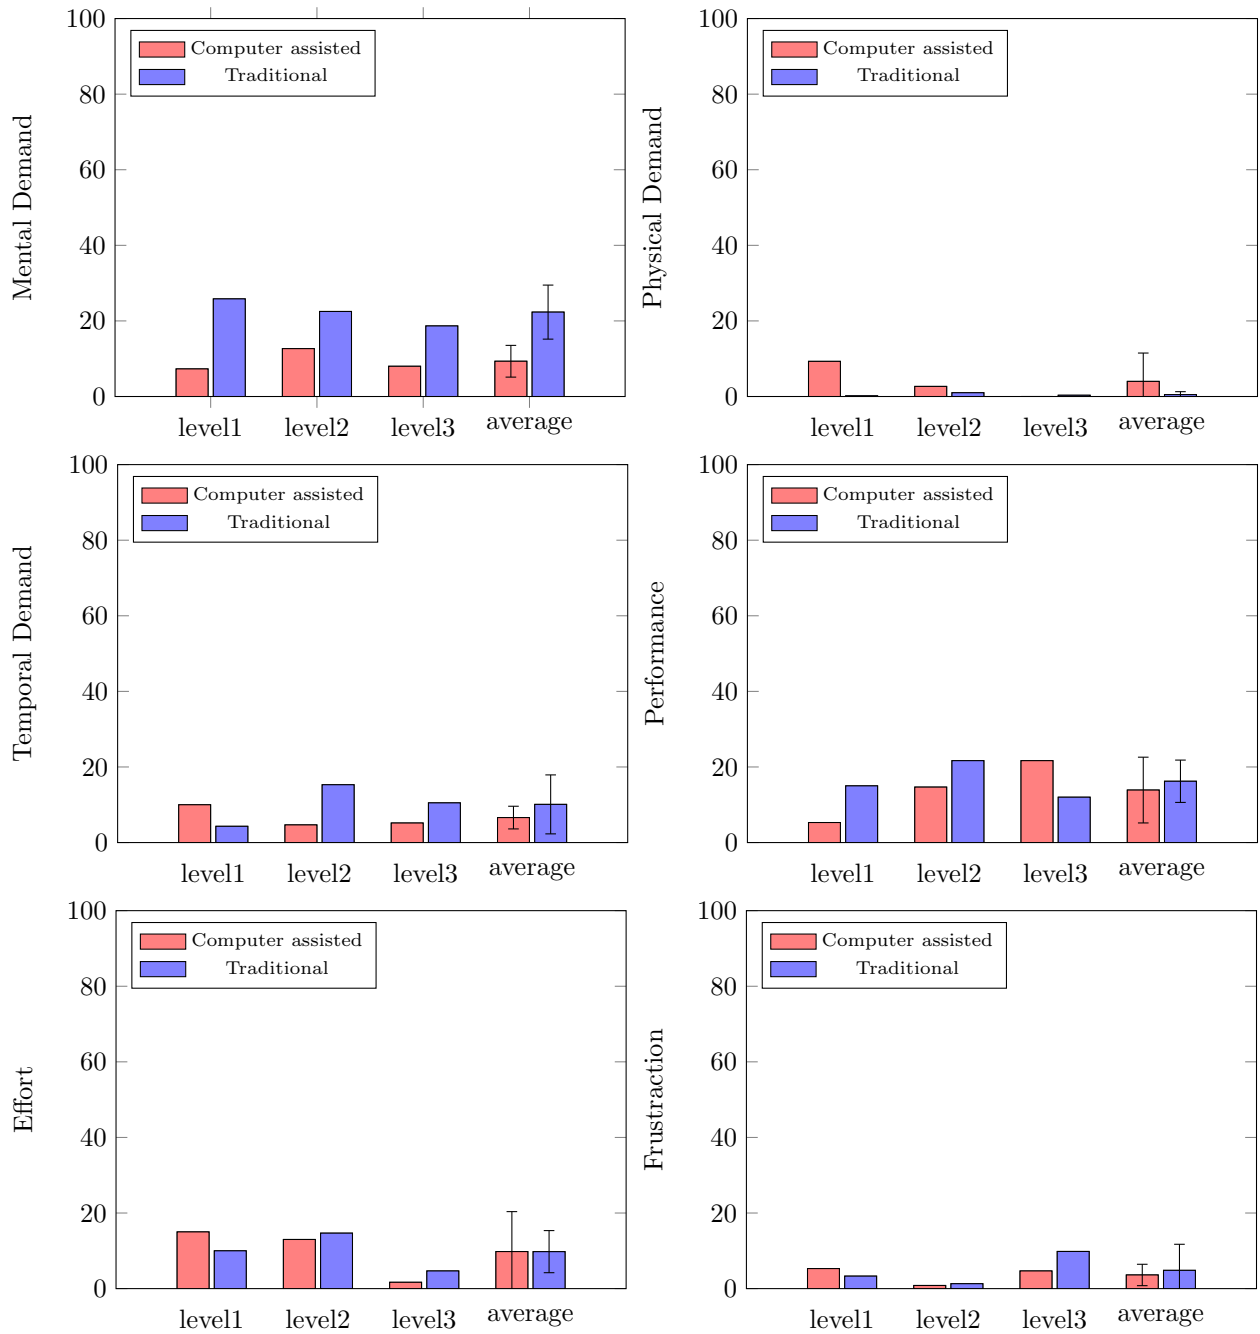 Mental Demand
100
80
60
40
20
0
Computer assisted
Traditional
level1 level2 level3 average
Physical Demand
100
80
60
40
20
0
Computer assisted
Traditional
level1 level2 level3 average
Temporal Demand
100
80
60
40
20
0
Computer assisted
Traditional
level1 level2 level3 average
Performance
100
80
60
40
20
0
Computer assisted
Traditional
level1 level2 level3 average
Effort
100
80
60
40
20
0
Computer assisted
Traditional
level1 level2 level3 average
Frustraction
100
80
60
40
20
0
Computer assisted
Traditional
level1 level2 level3 average